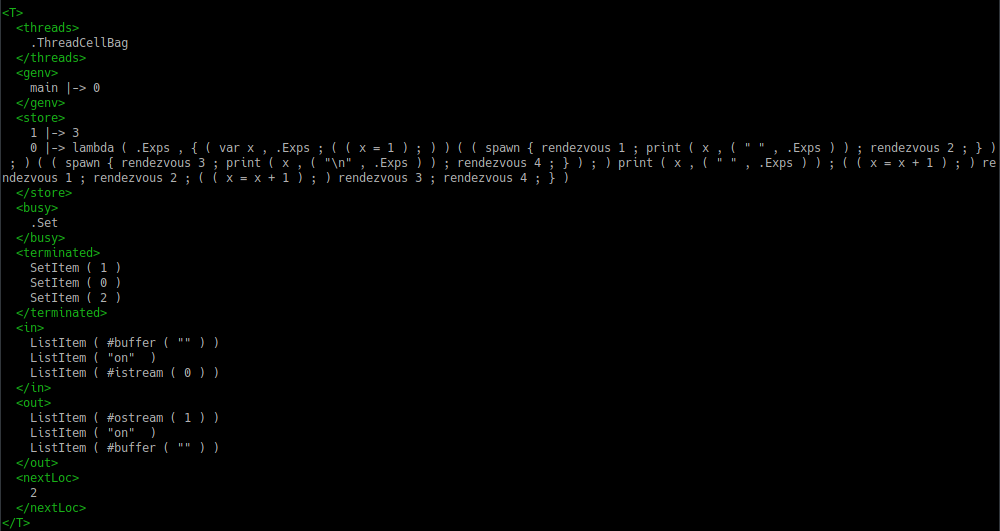 <T>
<threads>
.ThreadCellBag
</threads>
<genv>
main |-> 0
</genv>
<store>
1 |-> 3
0 |-> lambda ( .Exps , { ( var x , .Exps ; ( ( x = 1 ) ; ) ) ( ( spawn { rendezvous 1 ; print ( x , ( " " , .Exps ) ) ; rendezvous 2 ; } )
; ) ( ( spawn { rendezvous 3 ; print ( x , ( "\n" , .Exps ) ) ; rendezvous 4 ; } ) ; ) print ( x , ( " " , .Exps ) ) ; ( ( x = x + 1 ) ; ) re
ndezvous 1 ; rendezvous 2 ; ( ( x = x + 1 ) ; ) rendezvous 3 ; rendezvous 4 ; } )
</store>
<busy>
.Set
</busy>
<terminated>
SetItem ( 1 )
SetItem ( 0 )
SetItem ( 2 )
</terminated>
<in>
ListItem ( #buffer ( "" ) )
ListItem ( "on"  )
ListItem ( #istream ( 0 ) )
</in>
<out>
ListItem ( #ostream ( 1 ) )
ListItem ( "on"  )
ListItem ( #buffer ( "" ) )
</out>
<nextLoc>
2
</nextLoc>
</T>